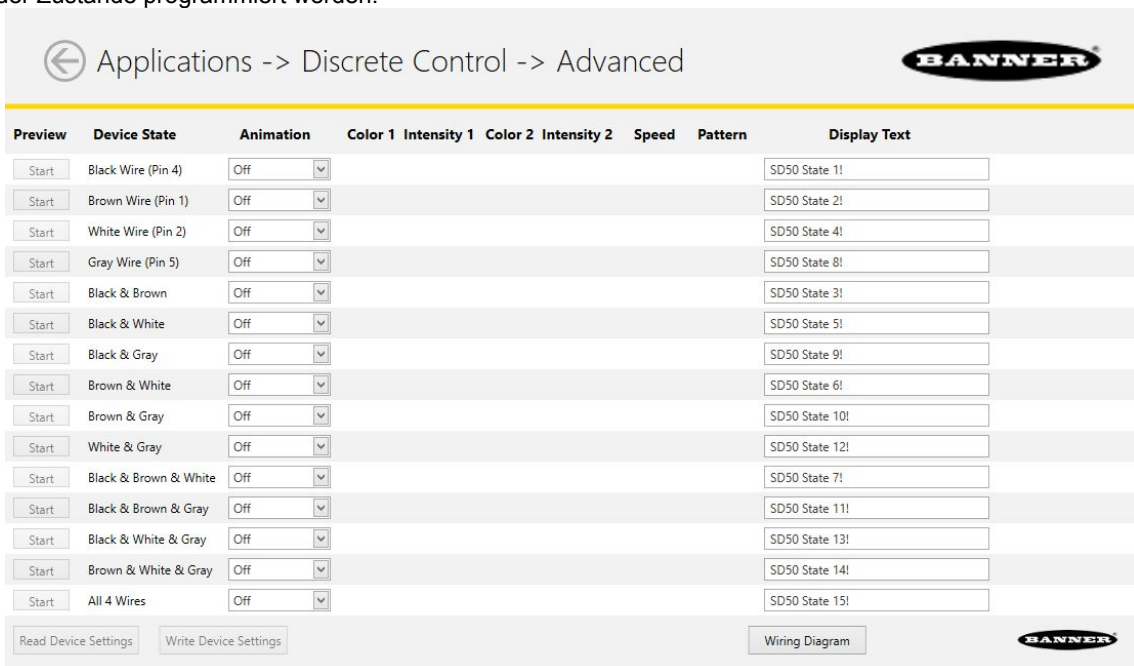 der Zustände programmiert werden.
Applications -> Discrete Control -> Advanced
BANNER
Preview Device State Animation Color 1 Intensity 1 Color 2 Intensity 2 Speed Pattern Display Text
Start Black Wire (Pin 4) Off SD50 State 1!
Start Brown Wire (Pin 1) Off SD50 State 2!
Start White Wire (Pin 2) Off SD50 State 4!
Start Gray Wire (Pin 5) Off SD50 State 8!
Start Black & Brown Off SD50 State 3!
Start Black & White Off SD50 State 5!
Start Black & Gray Off SD50 State 9!
Start Brown & White Off SD50 State 6!
Start Brown & Gray Off SD50 State 10!
Start White & Gray Off SD50 State 12!
Start Black & Brown & White Off SD50 State 7!
Start Black & Brown & Gray Off SD50 State 11!
Start Black & White & Gray Off SD50 State 13!
Start Brown & White & Gray Off SD50 State 14!
Start All 4 Wires Off SD50 State 15!
Read Device Settings Write Device Settings Wiring Diagram BANNER